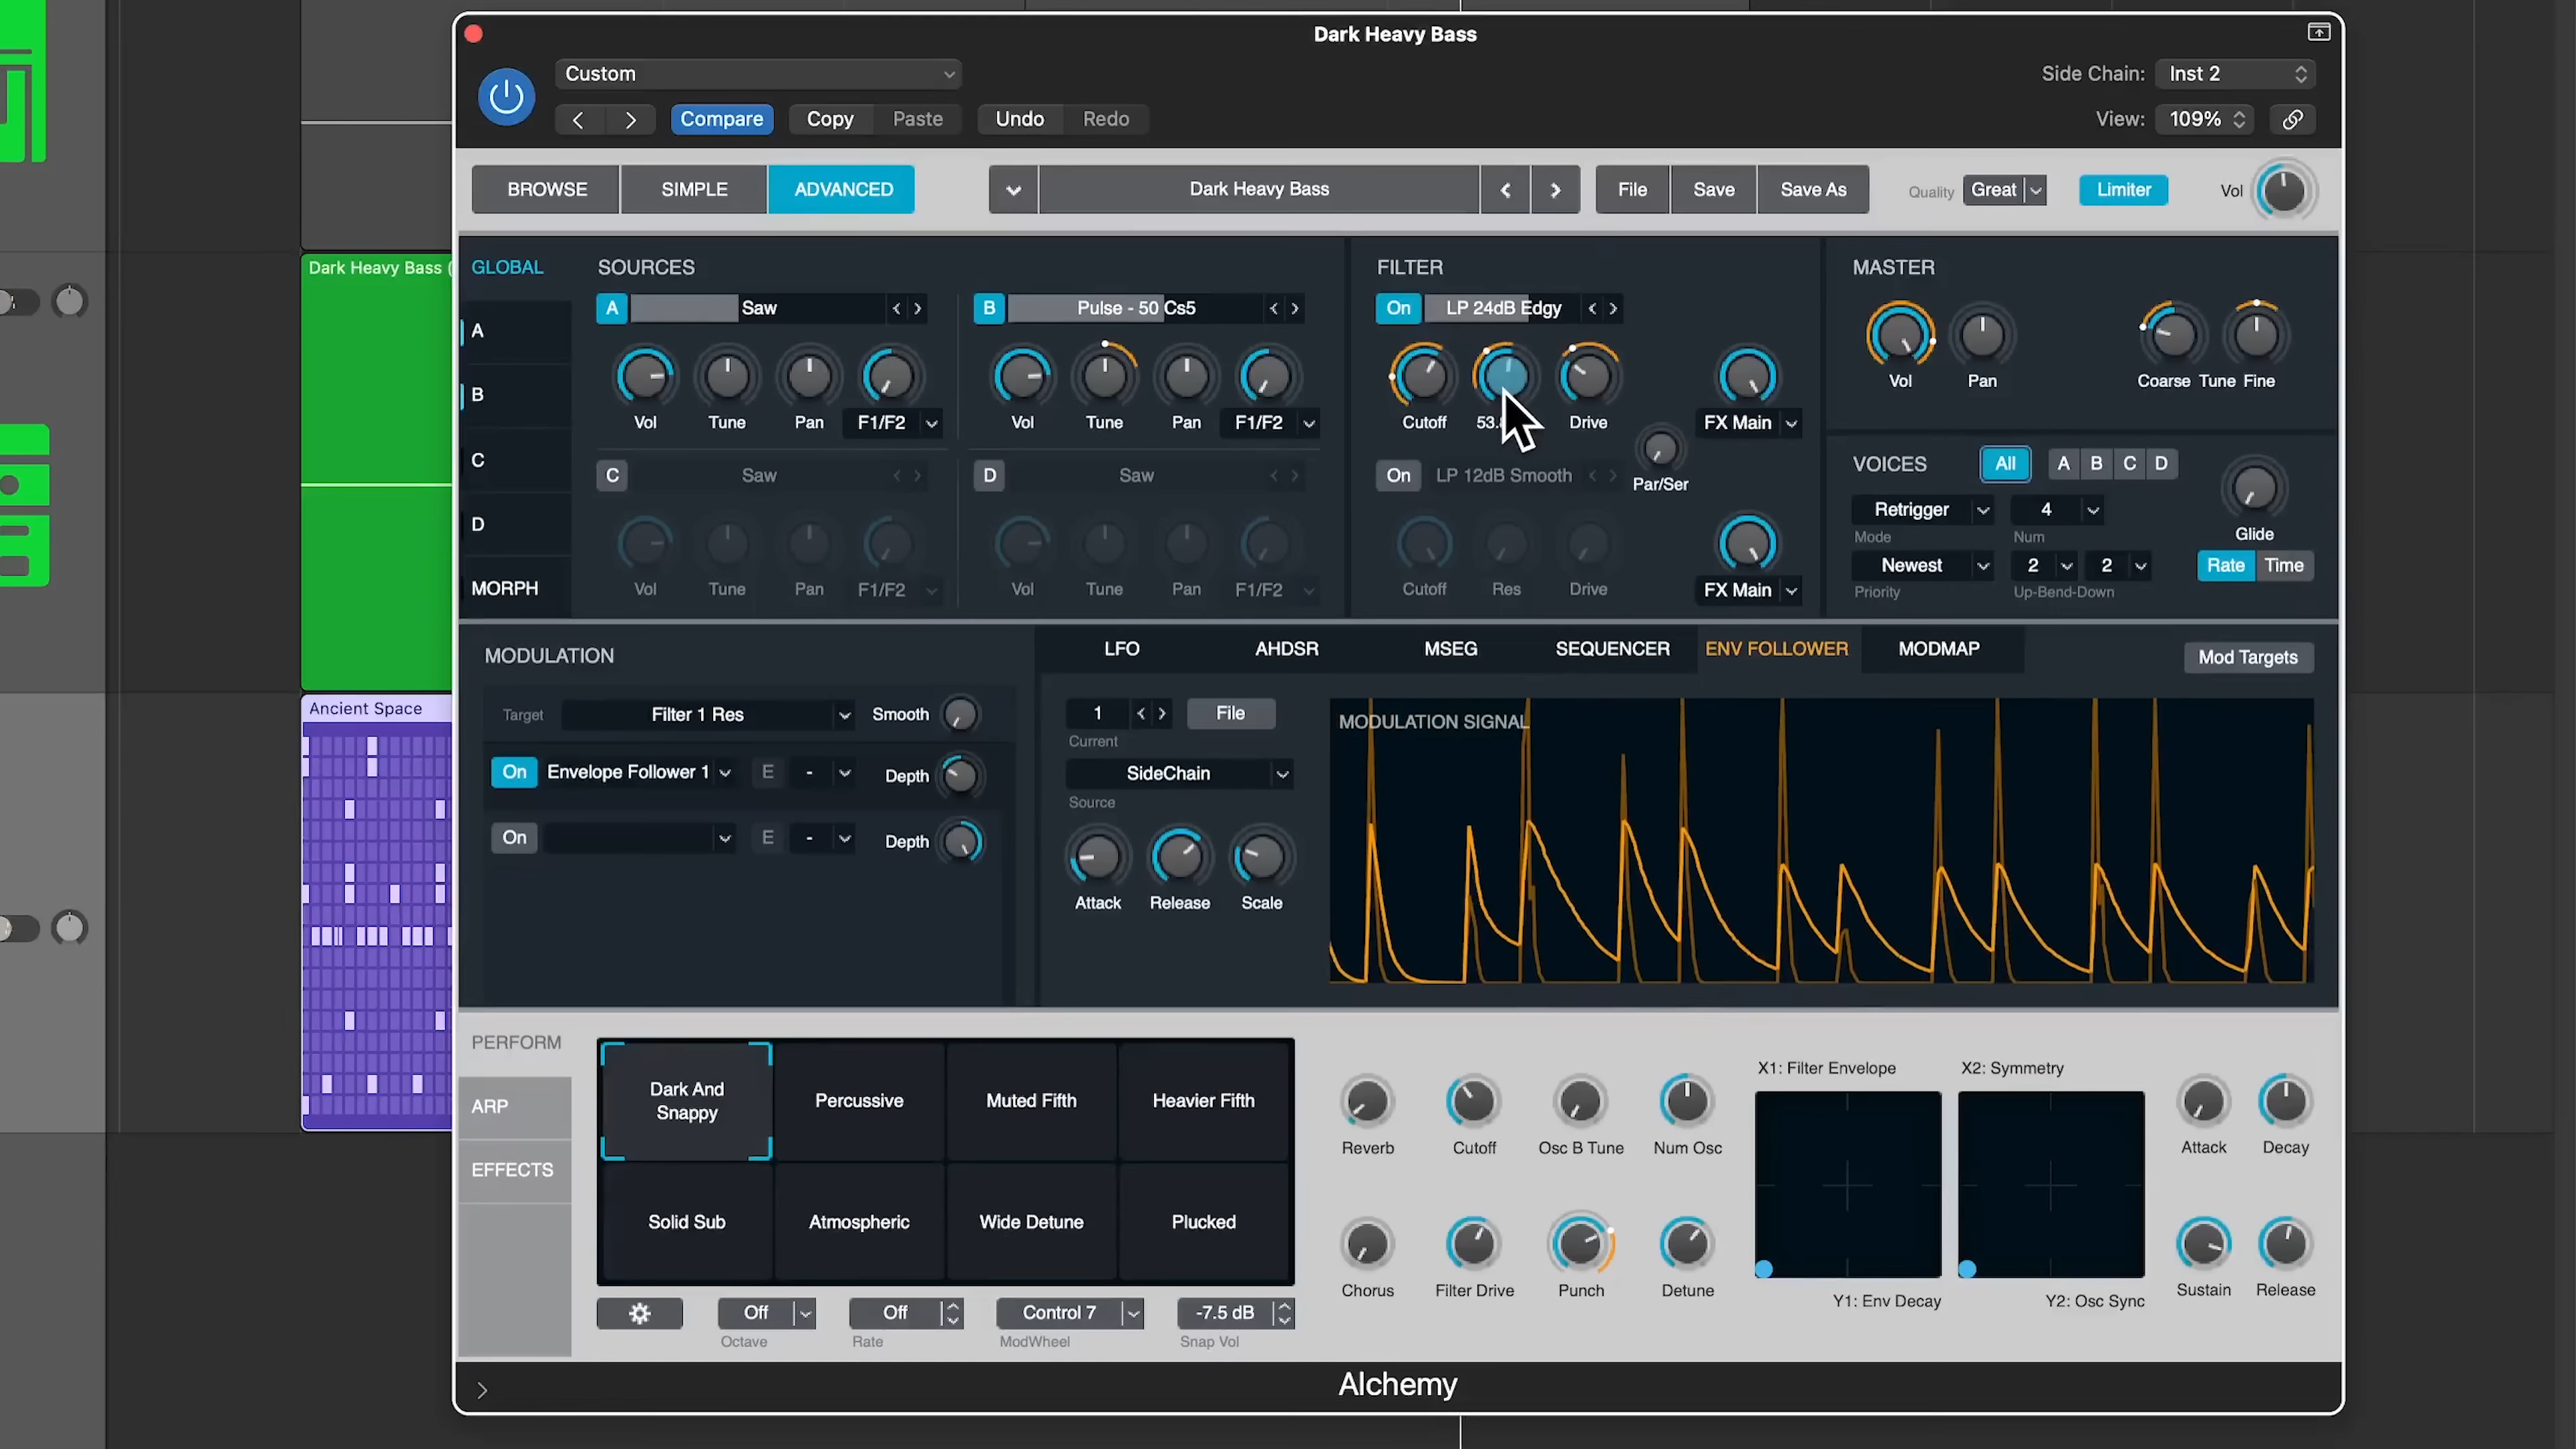 Dark Heavy Bass
Custom
Side Chain: Inst 2
Compare Copy Paste Undo Redo
View: 109%
BROWSE SIMPLE ADVANCED Dark Heavy Bass File Save Save As Quality Great Limiter Vol
Dark Heavy Bass (
GLOBAL SOURCES FILTER MASTER
A Saw B Pulse - 50 Cs5 On LP 24dB Edgy
A
B
Vol Pan Coarse Tune Fine
Vol Tune Pan F1/F2 Vol Tune Pan F1/F2 Cutoff Drive FX Main
C
C Saw D Saw On LP 12dB Smooth Par/Ser
VOICES All A B C D
Retrigger 4
Mode Num Glide
D
Newest 2 2 Rate Time
Priority Up-Bend-Down
MORPH Vol Tune Pan F1/F2 Vol Tune Pan F1/F2 Cutoff Res Drive FX Main
MODULATION LFO AHDSR MSEG SEQUENCER ENV FOLLOWER MODMAP Mod Targets
Ancient Space
Target Filter 1 Res Smooth 1 File MODULATION SIGNAL
Current
On Envelope Follower 1 E - Depth SideChain
Source
On E - Depth
Attack Release Scale
PERFORM
ARP
EFFECTS
Dark And
Snappy
Percussive Muted Fifth Heavier Fifth
Solid Sub Atmospheric Wide Detune Plucked
Off Off Control 7 -7.5 dB
Octave Rate ModWheel Snap Vol
X1: Filter Envelope X2: Symmetry
Reverb Cutoff Osc B Tune Num Osc Attack Decay
Chorus Filter Drive Punch Detune Sustain Release
Y1: Env Decay Y2: Osc Sync
Alchemy